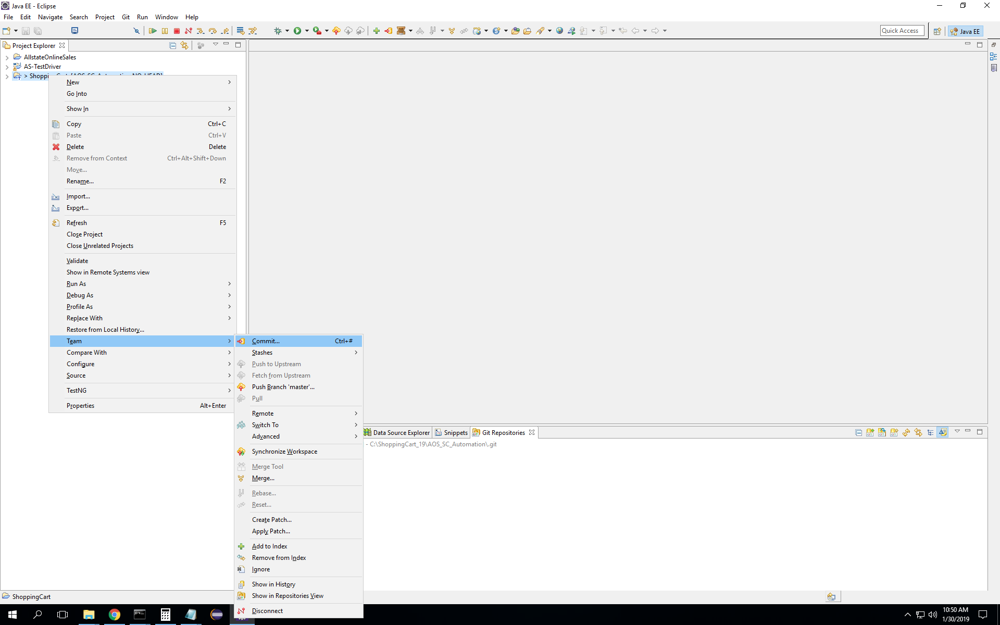 Java EE - Eclipse
File Edit Navigate Search Project Git Run Window Help
Quick Access
Java EE
Project Explorer
AllstateOnlineSales
AS-TestDriver
> Shoppi
New
Go Into
Show In
Copy Ctrl+C
Paste Ctrl+V
Delete Delete
Remove from Context Ctrl+Alt+Shift+Down
Move...
Rename... F2
Import...
Export...
Refresh F5
Close Project
Close Unrelated Projects
Validate
Show in Remote Systems view
Run As
Debug As
Profile As
Replace With
Restore from Local History...
Team
Compare With
Configure
Source
TestNG
Properties Alt+Enter
Commit... Ctrl+#
Stashes
Push to Upstream
Fetch from Upstream
Push Branch 'master'...
Pull
Remote
Switch To
Advanced
Synchronize Workspace
Merge Tool
Merge...
Rebase...
Reset...
Create Patch...
Apply Patch...
Add to Index
Remove from Index
Ignore
Show in History
Show in Repositories View
Disconnect
Data Source Explorer Snippets Git Repositories
- C:\ShoppingCart_19\AOS_SC_Automation\.git
ShoppingCart
10:50 AM
1/30/2019